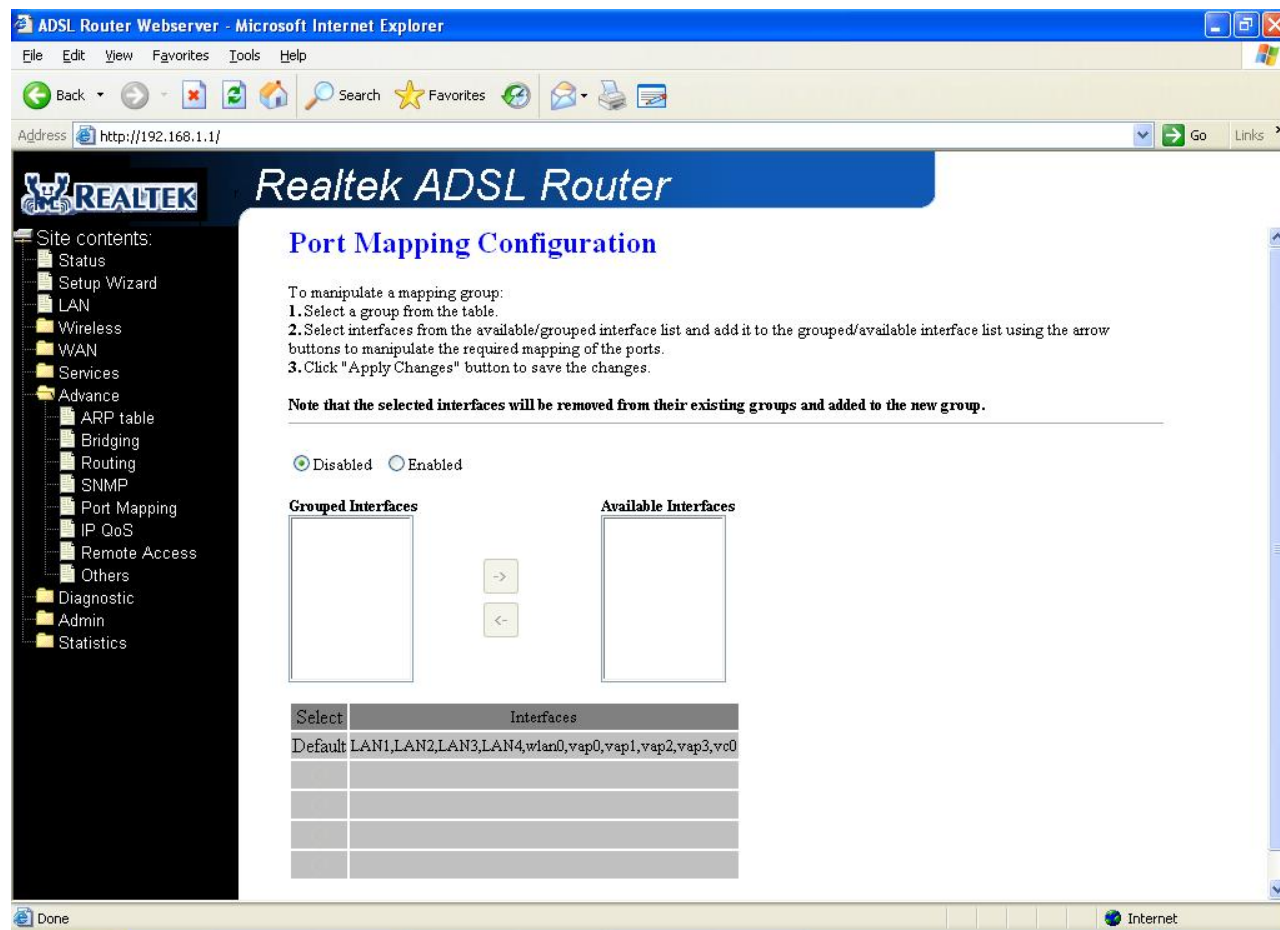 ADSL Router Webserver - Microsoft Internet Explorer
File Edit View Favorites Tools Help
Back Search Favorites
Address http://192.168.1.1/ Go Links »
REALTEK
Realtek ADSL Router
Site contents:
Status
Setup Wizard
LAN
Wireless
WAN
Services
Advance
ARP table
Bridging
Routing
SNMP
Port Mapping
IP QoS
Remote Access
Others
Diagnostic
Admin
Statistics
Port Mapping Configuration
To manipulate a mapping group:
1.Select a group from the table.
2.Select interfaces from the available/grouped interface list and add it to the grouped/available interface list using the arrow
buttons to manipulate the required mapping of the ports.
3.Click "Apply Changes" button to save the changes.
Note that the selected interfaces will be removed from their existing groups and added to the new group.
Disabled Enabled
Grouped Interfaces Available Interfaces
->
<-
Select Interfaces
Default LAN1,LAN2,LAN3,LAN4,wlan0,vap0,vap1,vap2,vap3,vc0
Done Internet